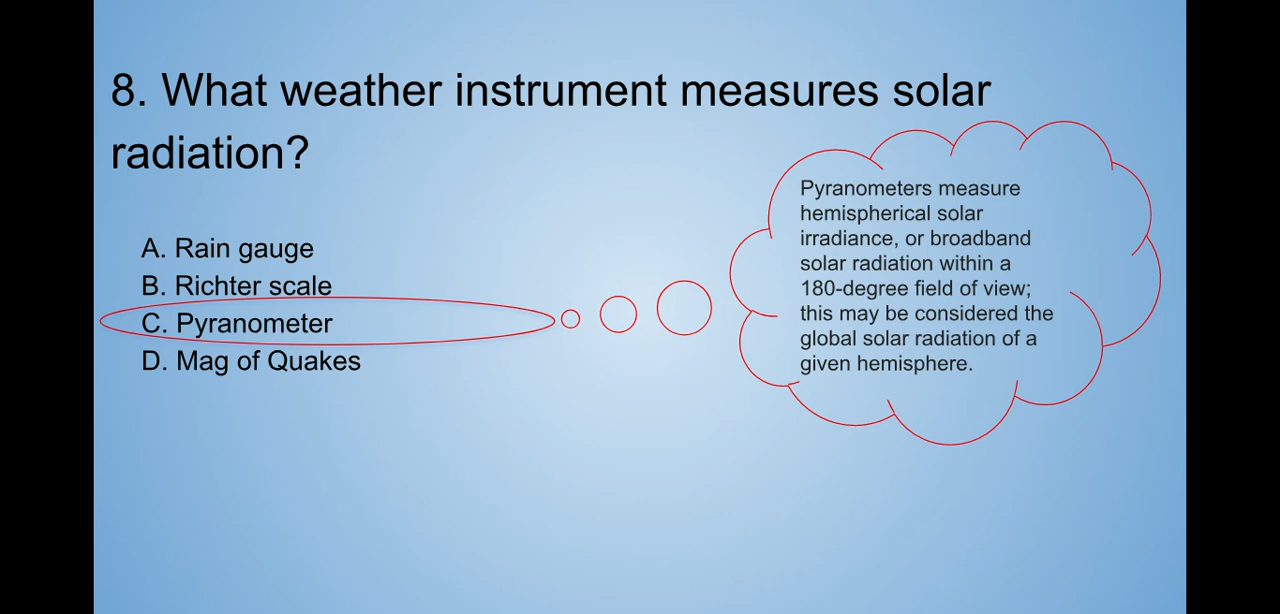 8. What weather instrument measures solar
radiation?
A. Rain gauge
B. Richter scale
C. Pyranometer
D. Mag of Quakes
Pyranometers measure
hemispherical solar
irradiance, or broadband
solar radiation within a
180-degree field of view;
this may be considered the
global solar radiation of a
given hemisphere.